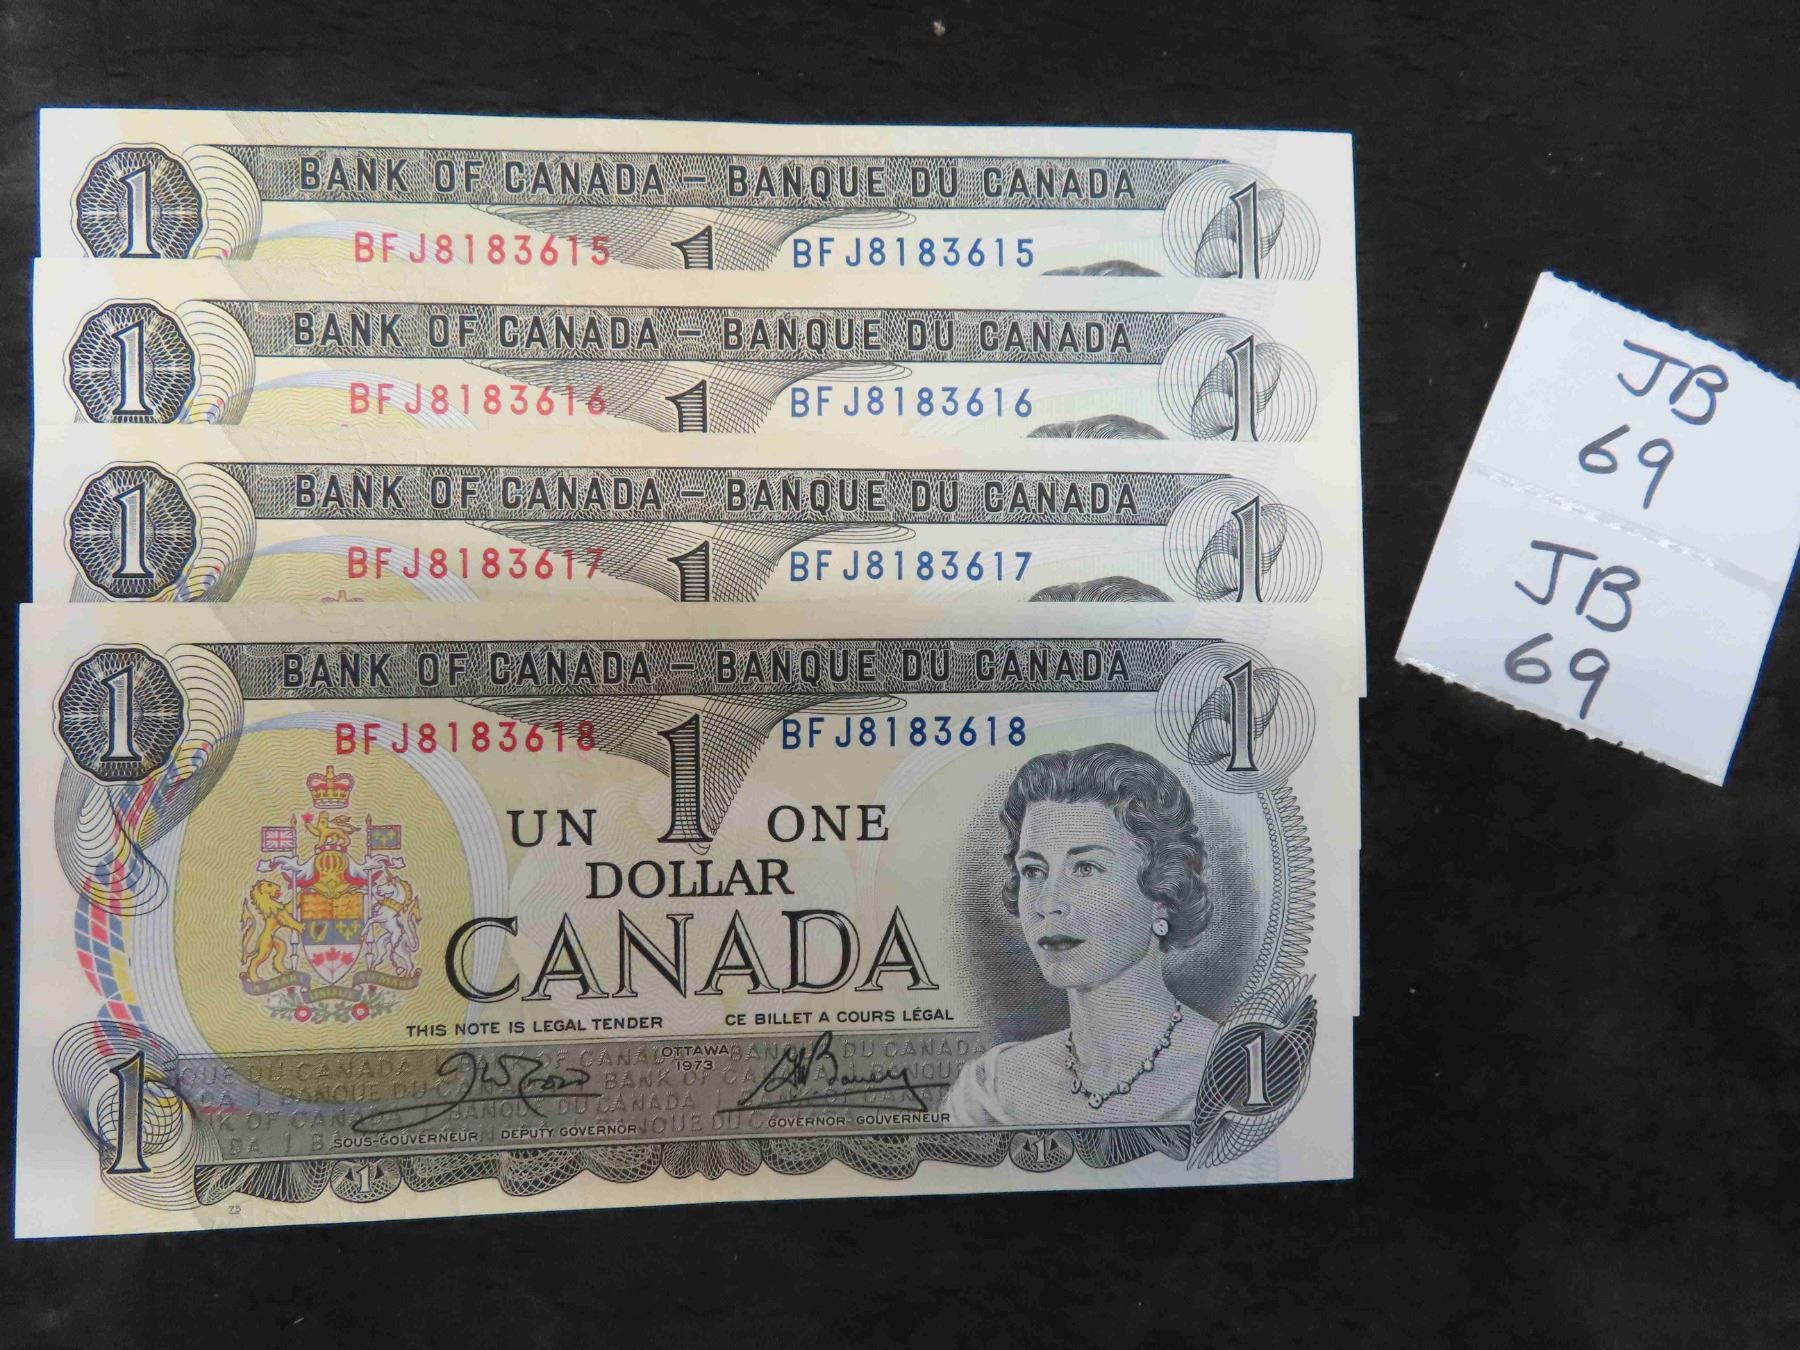 1 BANK OF CANADA – BANQUE DU CANADA 1
BFJ8183615 1 BFJ8183615
1 BANK OF CANADA – BANQUE DU CANADA 1
BFJ8183616 1 BFJ8183616
1 BANK OF CANADA – BANQUE DU CANADA 1
BFJ8183617 1 BFJ8183617
1 BANK OF CANADA – BANQUE DU CANADA 1
BFJ8183618 1 BFJ8183618
UN ONE
DOLLAR
CANADA
THIS NOTE IS LEGAL TENDER CE BILLET A COURS LÉGAL
OTTAWA
1973
SOUS-GOUVERNEUR DEPUTY GOVERNOR GOVERNOR-GOUVERNEUR
1 1 1 1
JB
69
JB
69